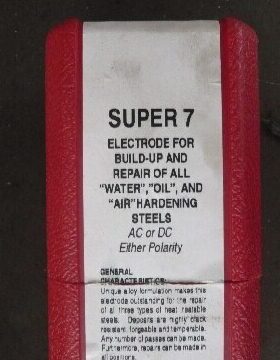 SUPER 7
ELECTRODE FOR
BUILD-UP AND
REPAIR OF ALL
"WATER","OIL", AND
"AIR" HARDENING
STEELS
AC or DC
Either Polarity
GENERAL
CHARACTERISTICS:
Unique alloy formulation makes this
electrode outstanding for the repair
of all three types of heat treatable
steels. Deposits are highly crack
resistant, forgeable and temperable.
Any number of passes can be made.
Furthermore, repairs can be made in
all positions.